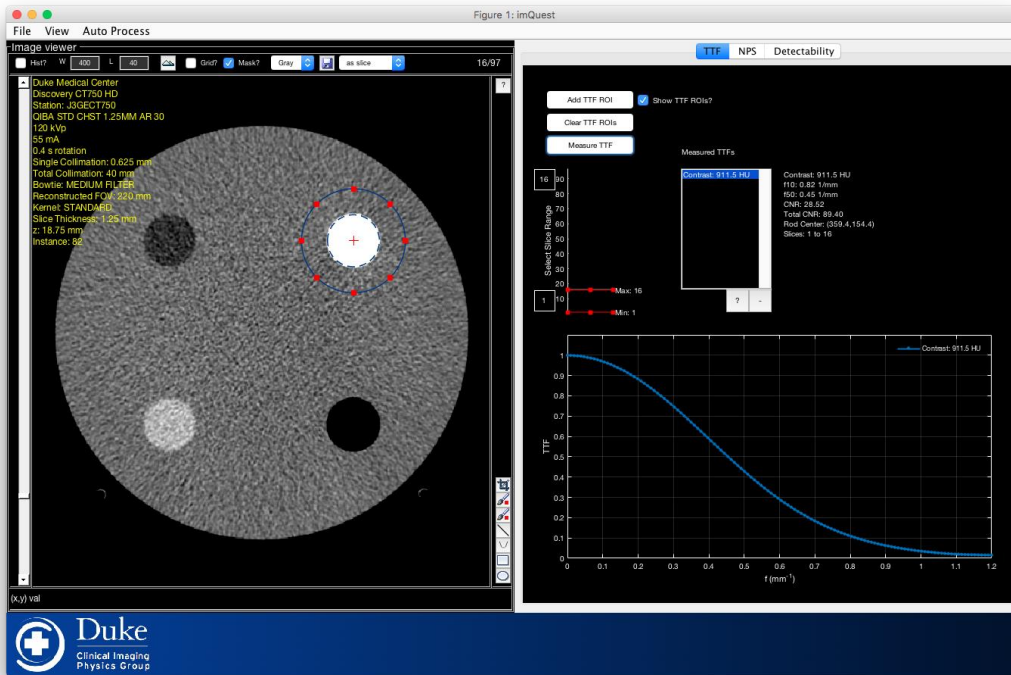 Figure 1: imQuest
File View Auto Process
Image viewer
Hist? W 400 L 40 Grid? Mask? Gray as slice 16/97
?
Duke Medical Center
Discovery CT750 HD
Station: J3GECT750
QIBA STD CHST 1.25MM AR 30
120 kVp
55 mA
0.4 s rotation
Single Collimation: 0.625 mm
Total Collimation: 40 mm
Bowtie: MEDIUM FILTER
Reconstructed FOV: 220 mm
Kernel: STANDARD
Slice Thickness: 1.25 mm
z: 18.75 mm
Instance: 82
(x,y) val
TTF NPS Detectability
Add TTF ROI Show TTF ROIs?
Clear TTF ROIs
Measure TTF
Measured TTFs
Contrast: 911.5 HU
Contrast: 911.5 HU
f10: 0.82 1/mm
f50: 0.45 1/mm
CNR: 28.52
Total CNR: 89.40
Rod Center: (359.4,154.4)
Slices: 1 to 16
Select Slice Range
16
1
90
80
70
60
50
40
30
20
10
Max: 16
Min: 1
? -
Contrast: 911.5 HU
TTF
1
0.9
0.8
0.7
0.6
0.5
0.4
0.3
0.2
0.1
0
0 0.1 0.2 0.3 0.4 0.5 0.6 0.7 0.8 0.9 1 1.1 1.2
f (mm⁻¹)
Duke
Clinical Imaging
Physics Group